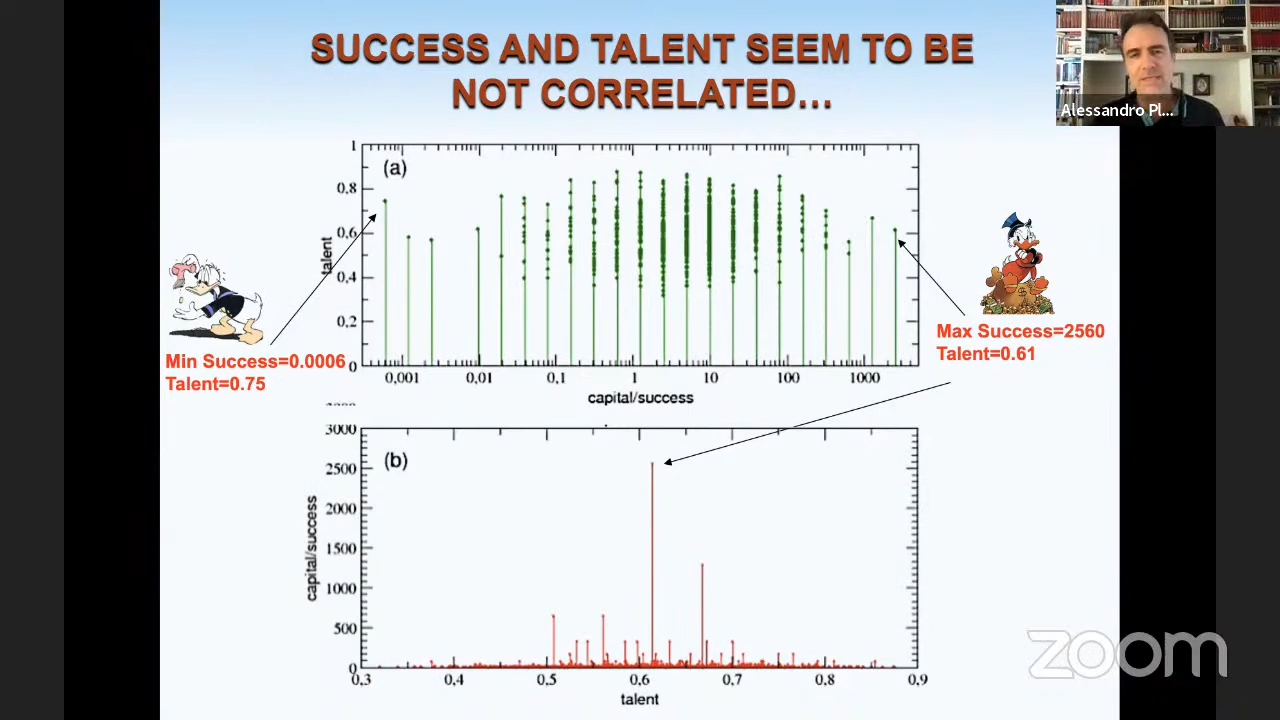 SUCCESS AND TALENT SEEM TO BE
NOT CORRELATED...
Alessandro Pl...
(a)
talent
1
0.8
0.6
0.4
0.2
0
0,001
0,01
0,1
1
10
100
1000
capital/success
Min Success=0.0006
Talent=0.75
Max Success=2560
Talent=0.61
(b)
capital/success
3000
2500
2000
1500
1000
500
0
0,3
0,4
0,5
0,6
0,7
0,8
0,9
talent
zoom